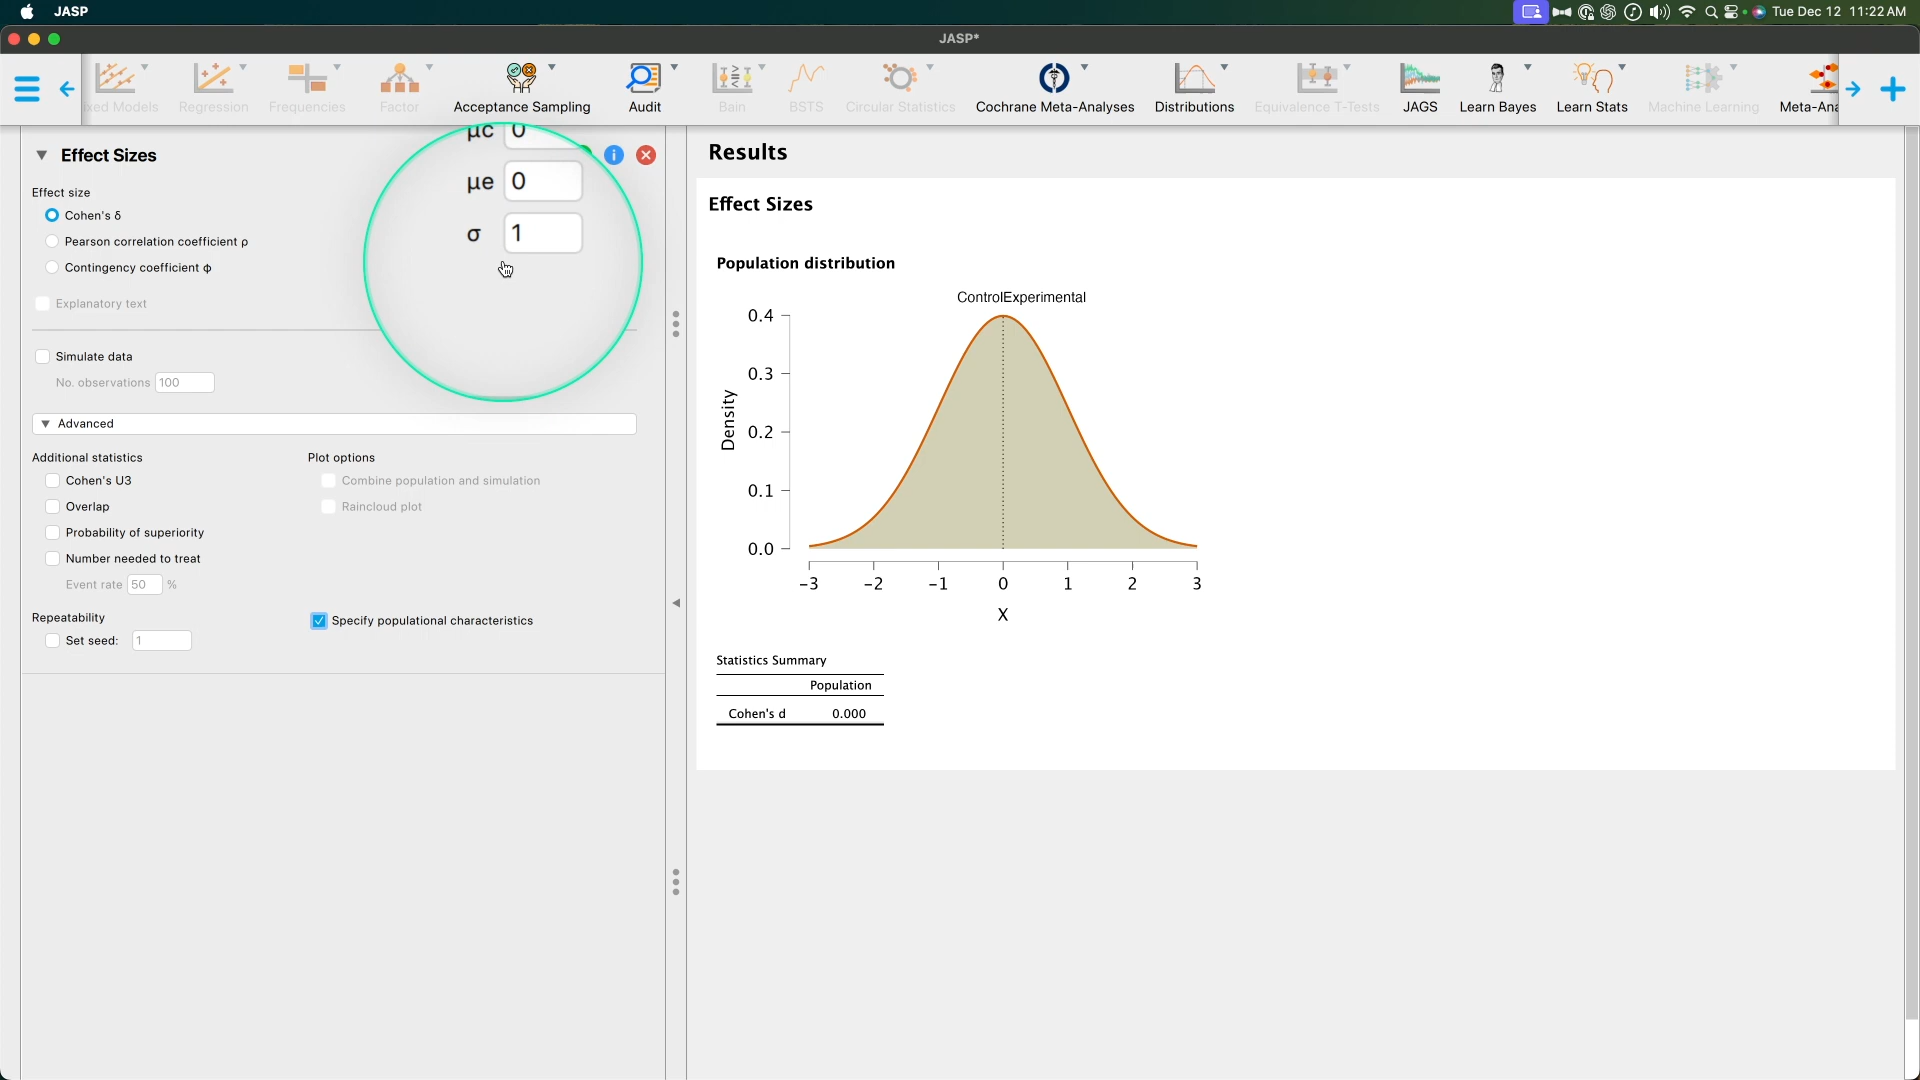 JASP
Tue Dec 12 11:22 AM
JASP*
ixed Models
Regression
Frequencies
Factor
Acceptance Sampling
Audit
Bain
BSTS
Circular Statistics
Cochrane Meta-Analyses
Distributions
Equivalence T-Tests
JAGS
Learn Bayes
Learn Stats
Machine Learning
Meta-Ana
Effect Sizes
μc 0
μe 0
σ 1
Effect size
Cohen's δ
Pearson correlation coefficient ρ
Contingency coefficient ϕ
Explanatory text
Simulate data
No. observations 100
Advanced
Additional statistics
Cohen's U3
Overlap
Probability of superiority
Number needed to treat
Event rate 50 %
Plot options
Combine population and simulation
Raincloud plot
Repeatability
Set seed: 1
Specify populational characteristics
Results
Effect Sizes
Population distribution
ControlExperimental
0.4
0.3
0.2
0.1
0.0
Density
-3 -2 -1 0 1 2 3
X
Statistics Summary
Population
Cohen's d 0.000